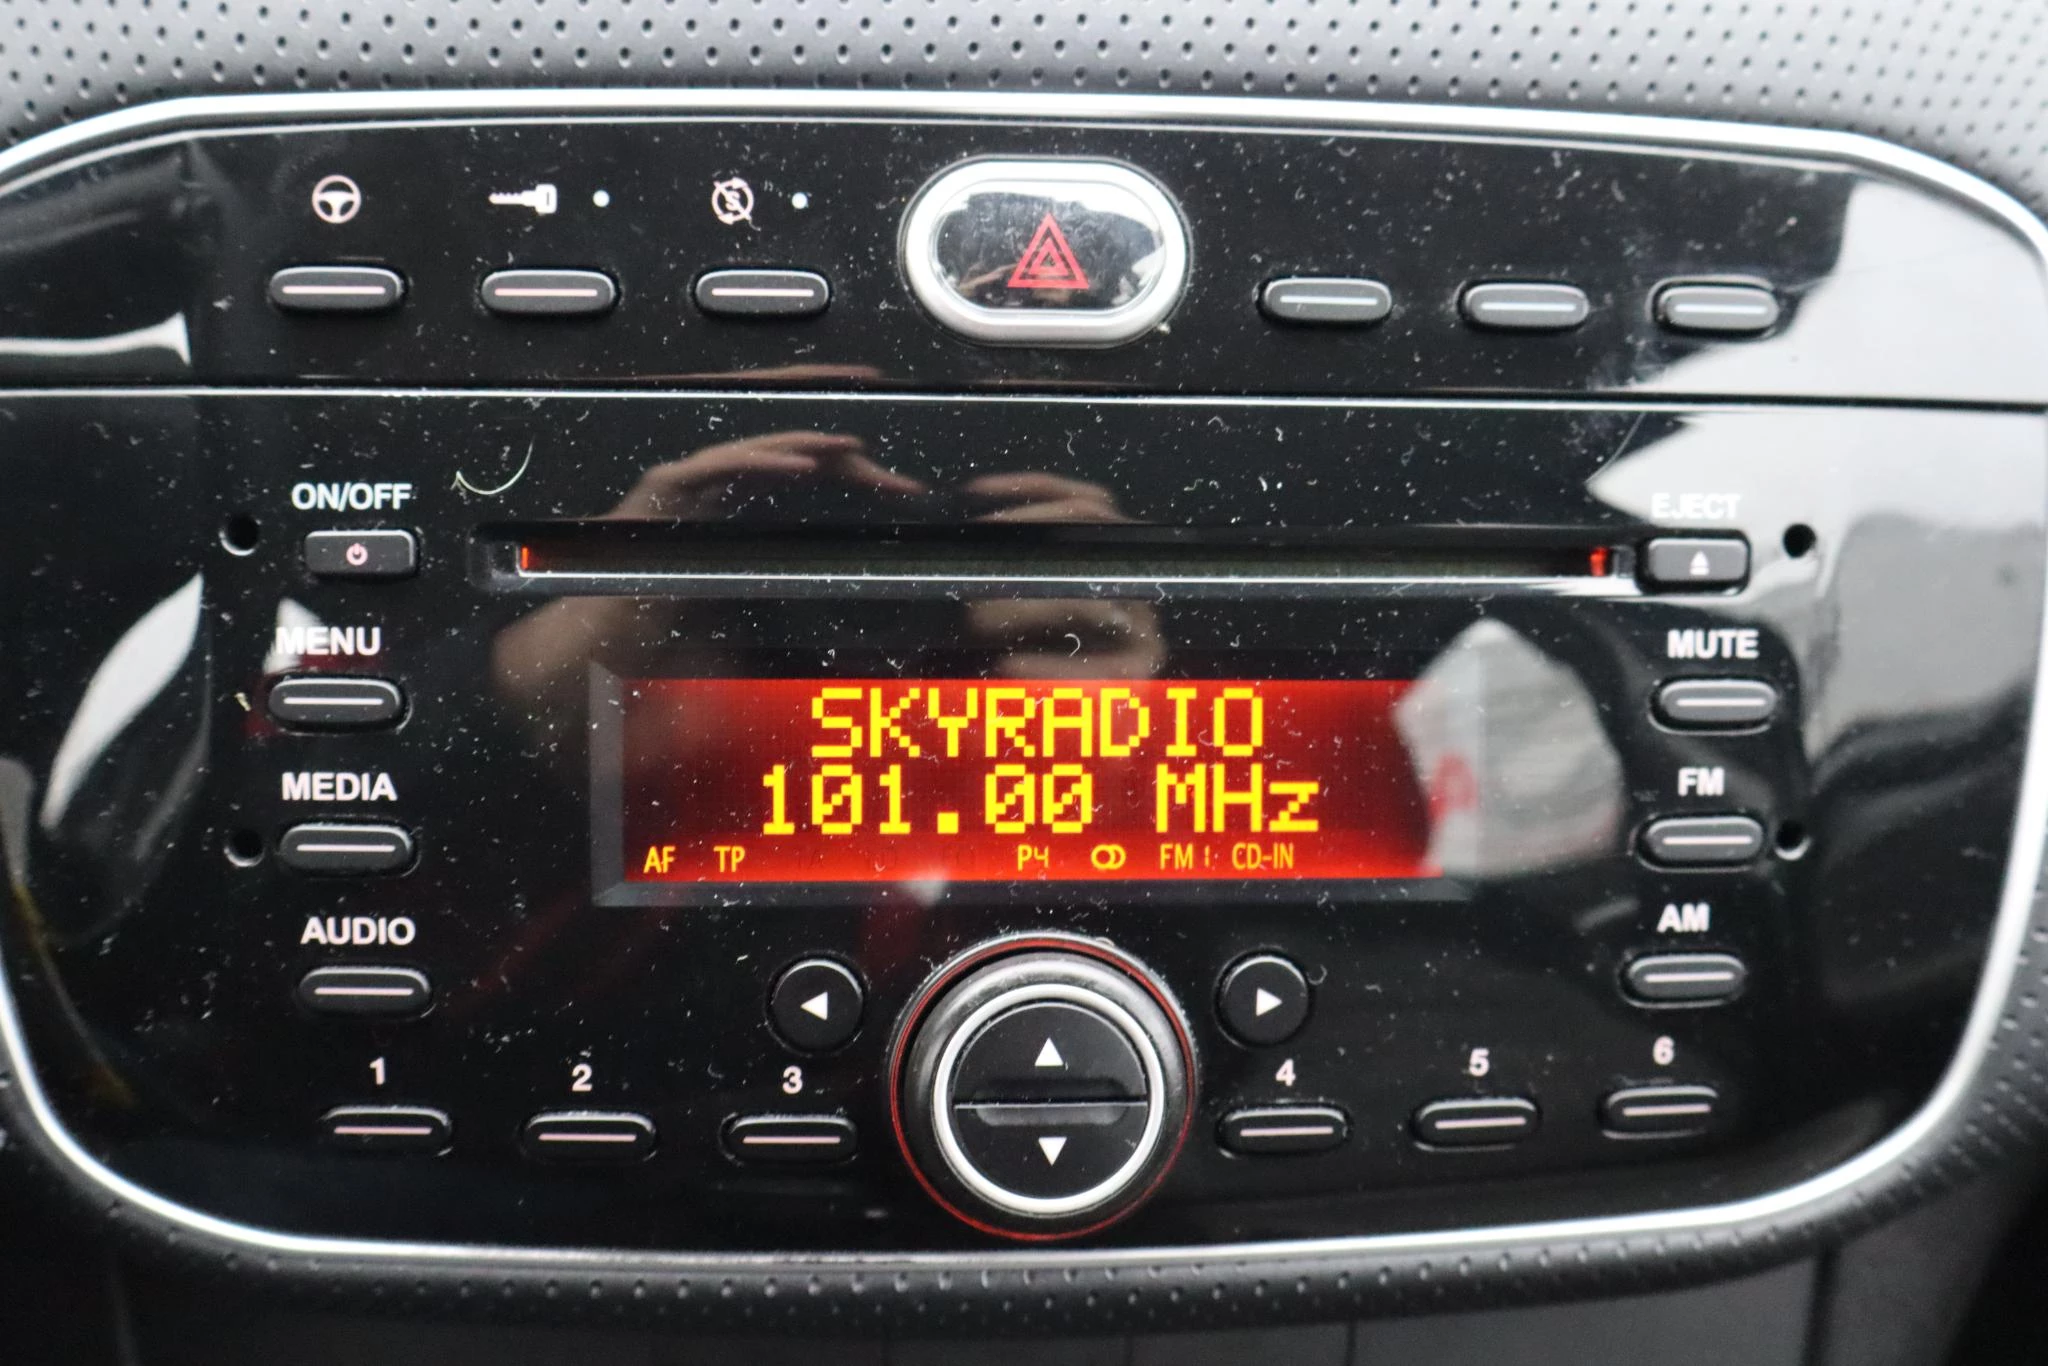 S
ON/OFF
EJECT
MENU
MUTE
SKYRADIO
101.00 MHz
MEDIA
FM
AF TP P4 FM1 CD-IN
AUDIO
AM
1 2 3 4 5 6